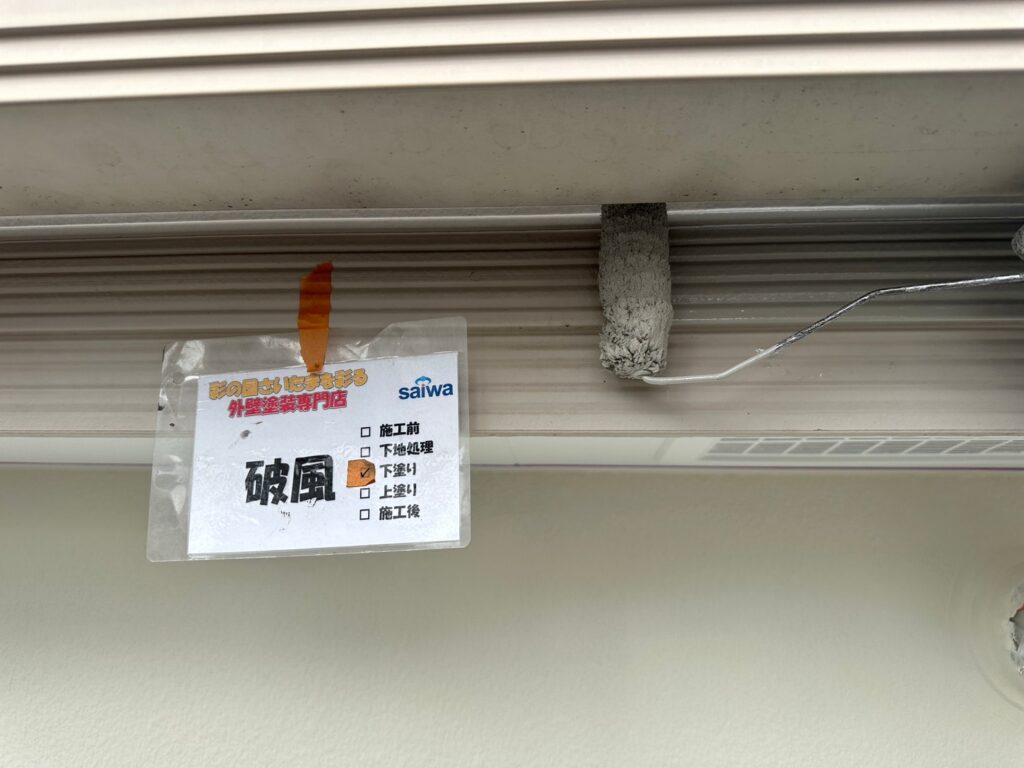 彩の国さいたまを彩る
外壁塗装専門店
saiwa
破風
□ 施工前
□ 下地処理
☑ 下塗り
□ 上塗り
□ 施工後